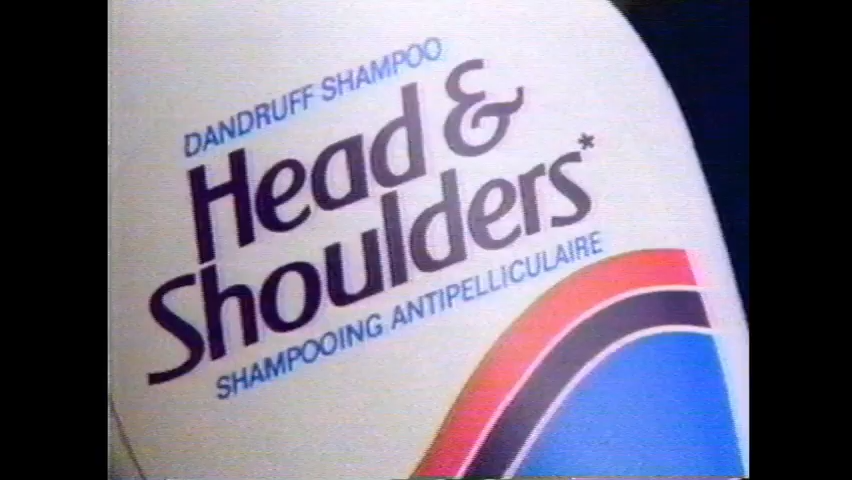 DANDRUFF SHAMPOO
Head &
Shoulders*
SHAMPOOING ANTIPELLICULAIRE